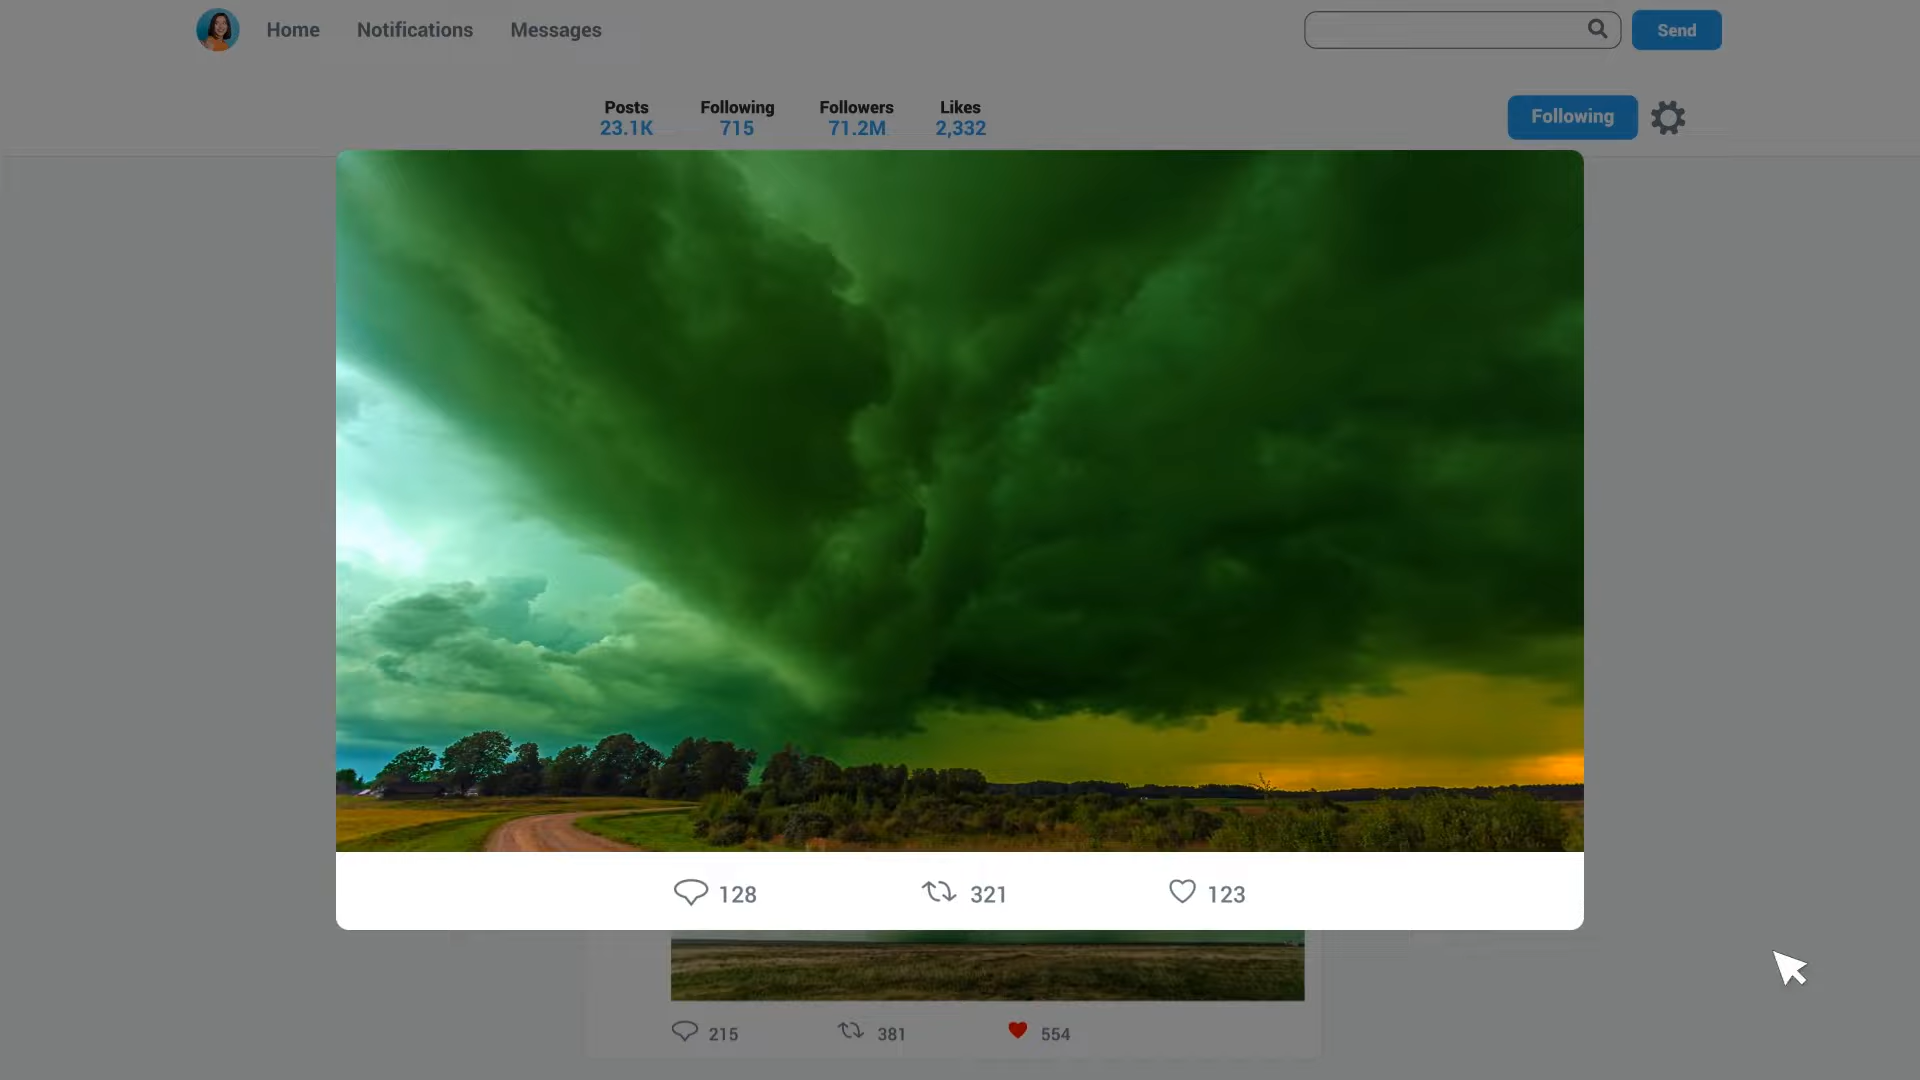 Home Notifications Messages
Send
Posts Following Followers Likes
23.1K 715 71.2M 2,332
Following
128 321 123
215 381 554